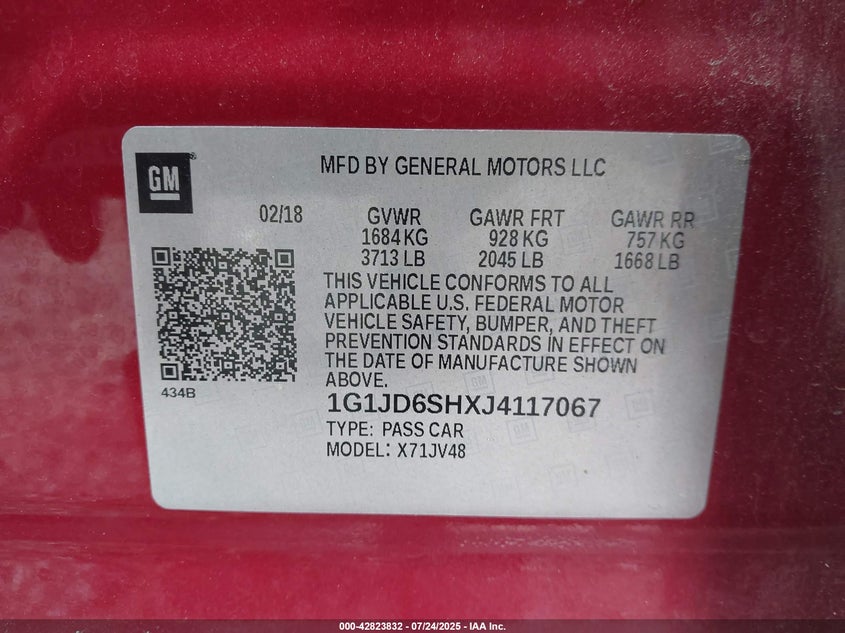 GM
MFD BY GENERAL MOTORS LLC
02/18 GVWR GAWR FRT GAWR RR
1684 KG 928 KG 757 KG
3713 LB 2045 LB 1668 LB
THIS VEHICLE CONFORMS TO ALL
APPLICABLE U.S. FEDERAL MOTOR
VEHICLE SAFETY, BUMPER, AND THEFT
PREVENTION STANDARDS IN EFFECT ON
THE DATE OF MANUFACTURE SHOWN
ABOVE.
434B
1G1JD6SHXJ4117067
TYPE: PASS CAR
MODEL: X71JV48
000-42823832 - 07/24/2025 - IAA Inc.